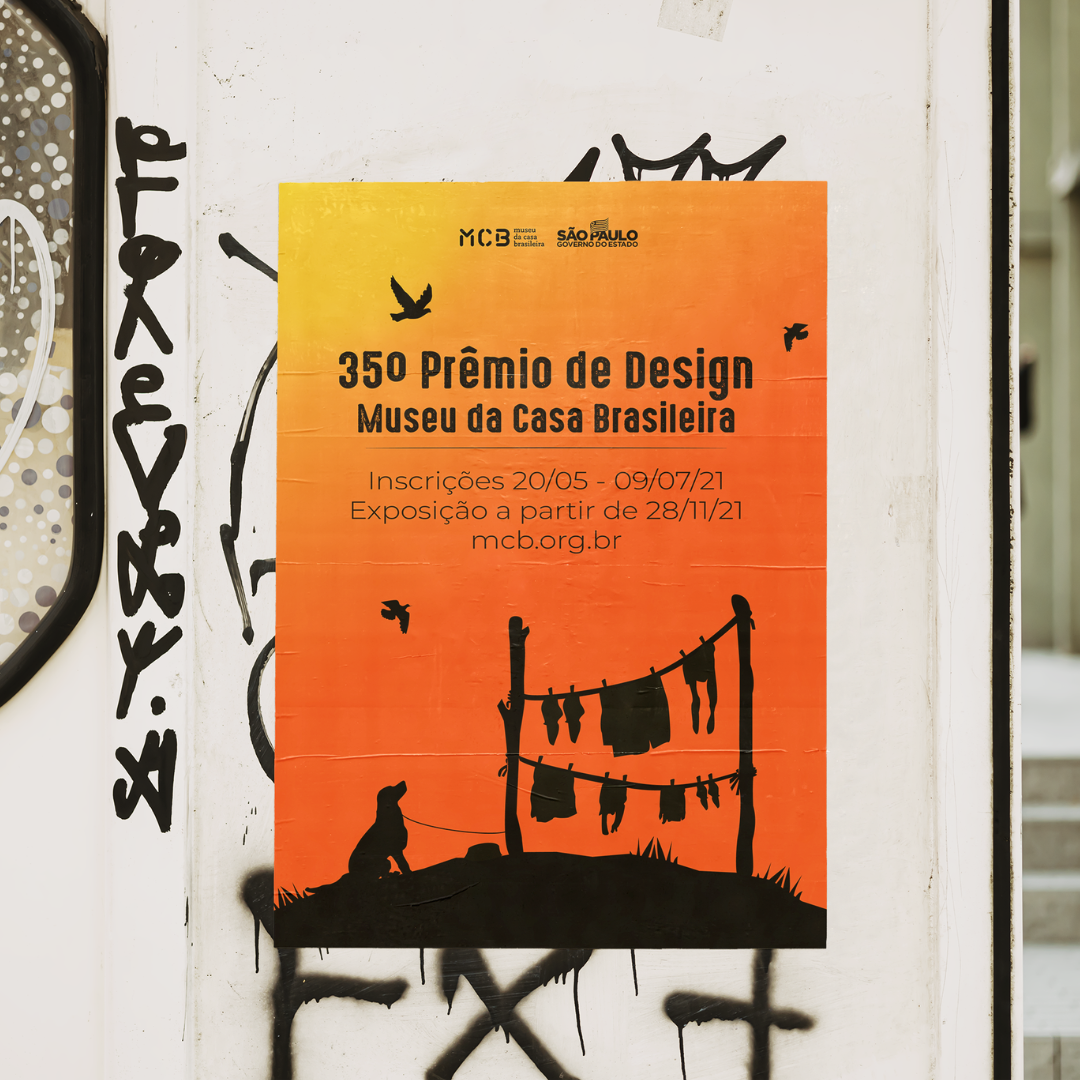 MCB museu
da casa
brasileira
SÃO PAULO
GOVERNO DO ESTADO
35º Prêmio de Design
Museu da Casa Brasileira
Inscrições 20/05 - 09/07/21
Exposição a partir de 28/11/21
mcb.org.br